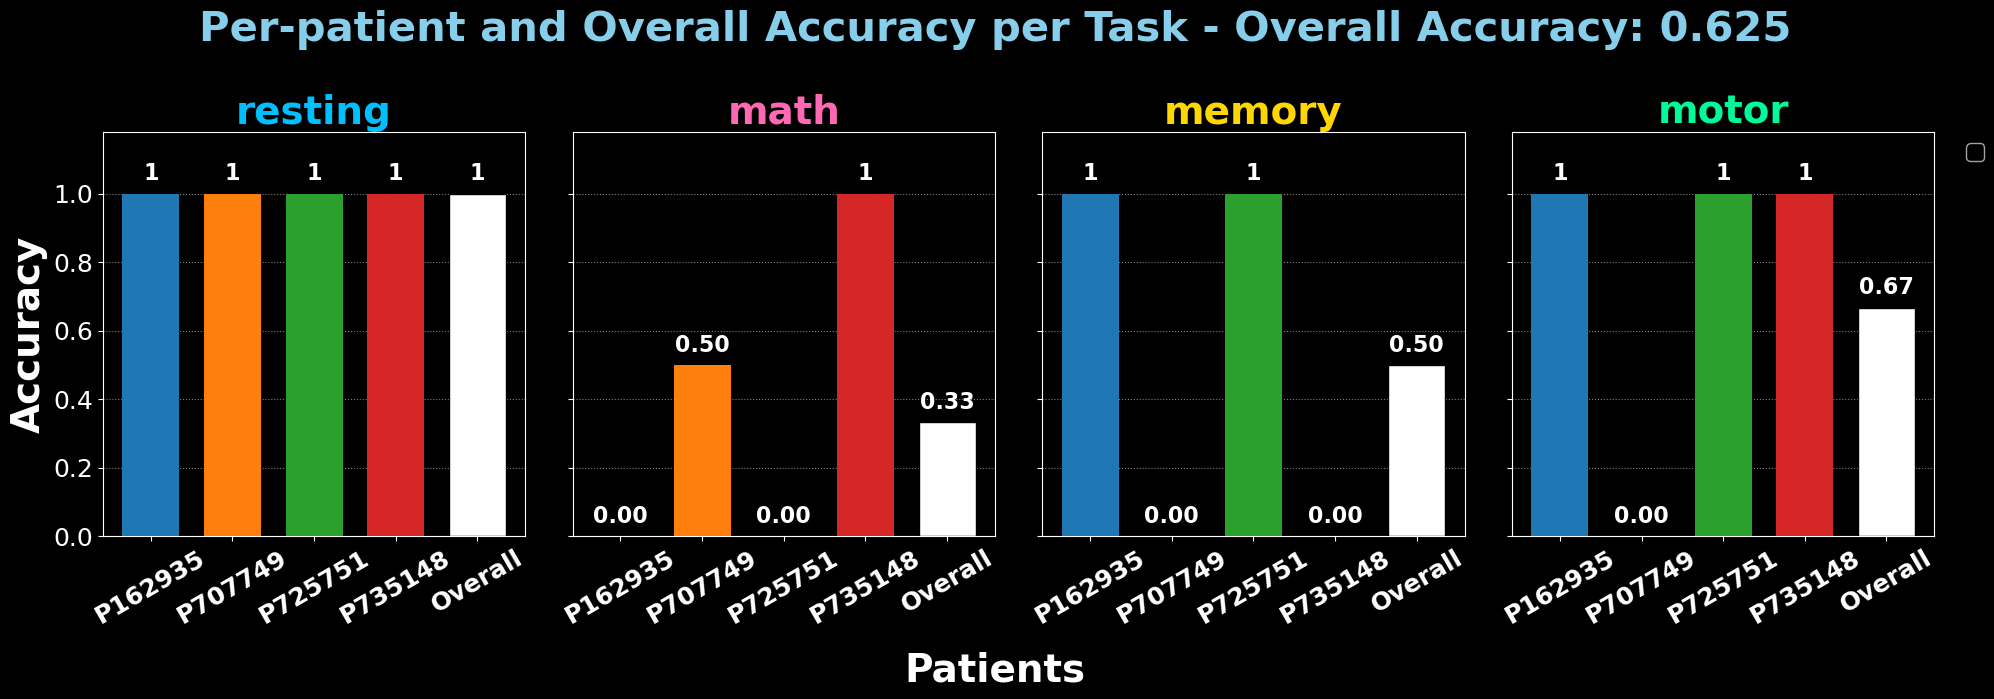 Per-patient and Overall Accuracy per Task - Overall Accuracy: 0.625
resting
math
memory
motor
Accuracy
1.0
0.8
0.6
0.4
0.2
0.0
1 1 1 1 1
0.00 0.50 0.00 1 0.33
1 0.00 1 0.00 0.50
1 0.00 1 1 0.67
P162935 P707749 P725751 P735148 Overall
P162935 P707749 P725751 P735148 Overall
P162935 P707749 P725751 P735148 Overall
P162935 P707749 P725751 P735148 Overall
Patients